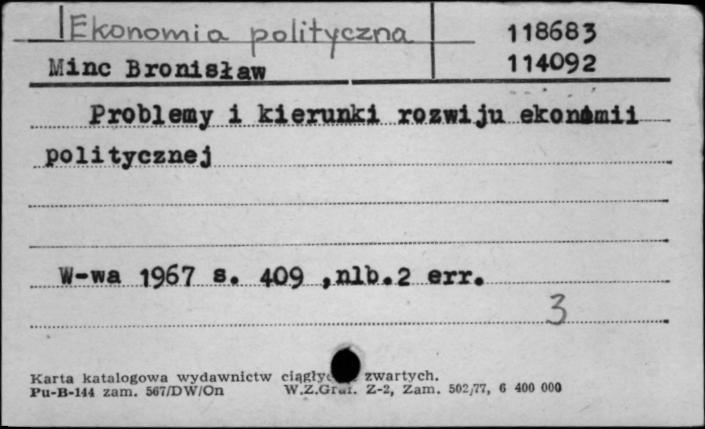 Ekonomia polityczna 118683
Minc Bronisław 114092
Problemy i kierunki rozwiju ekonomii
politycznej
W-wa 1967 s. 409 ,nlb.2 err.
3
Karta katalogowa wydawnictw zwartych.
Pu-B-144 zam. 567/DW/On W.Z.Graf. Z-2, Zam. 502/77, 6 400 000